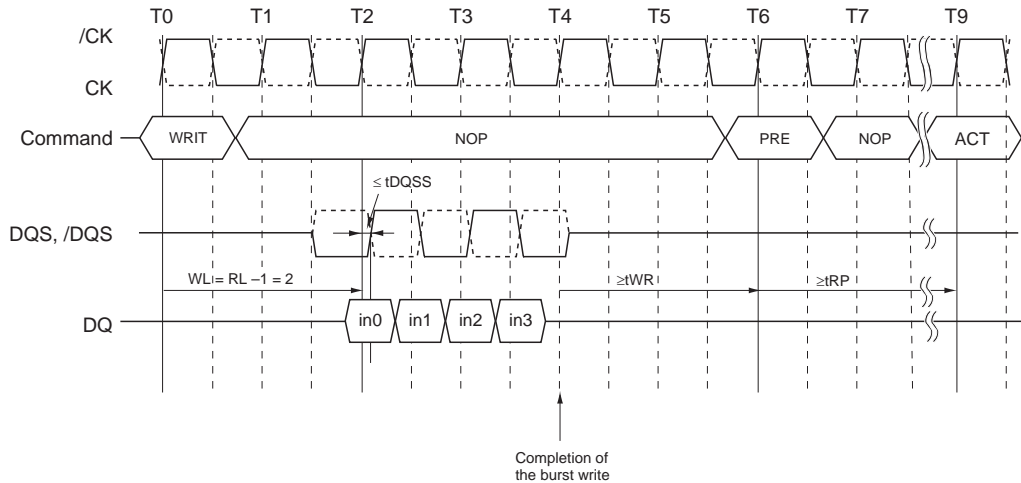 T0 T1 T2 T3 T4 T5 T6 T7 T9
/CK
CK
Command WRIT NOP PRE NOP ACT
≤ tDQSS
DQS, /DQS
WL = RL –1 = 2 ≥tWR ≥tRP
DQ in0 in1 in2 in3
Completion of
the burst write